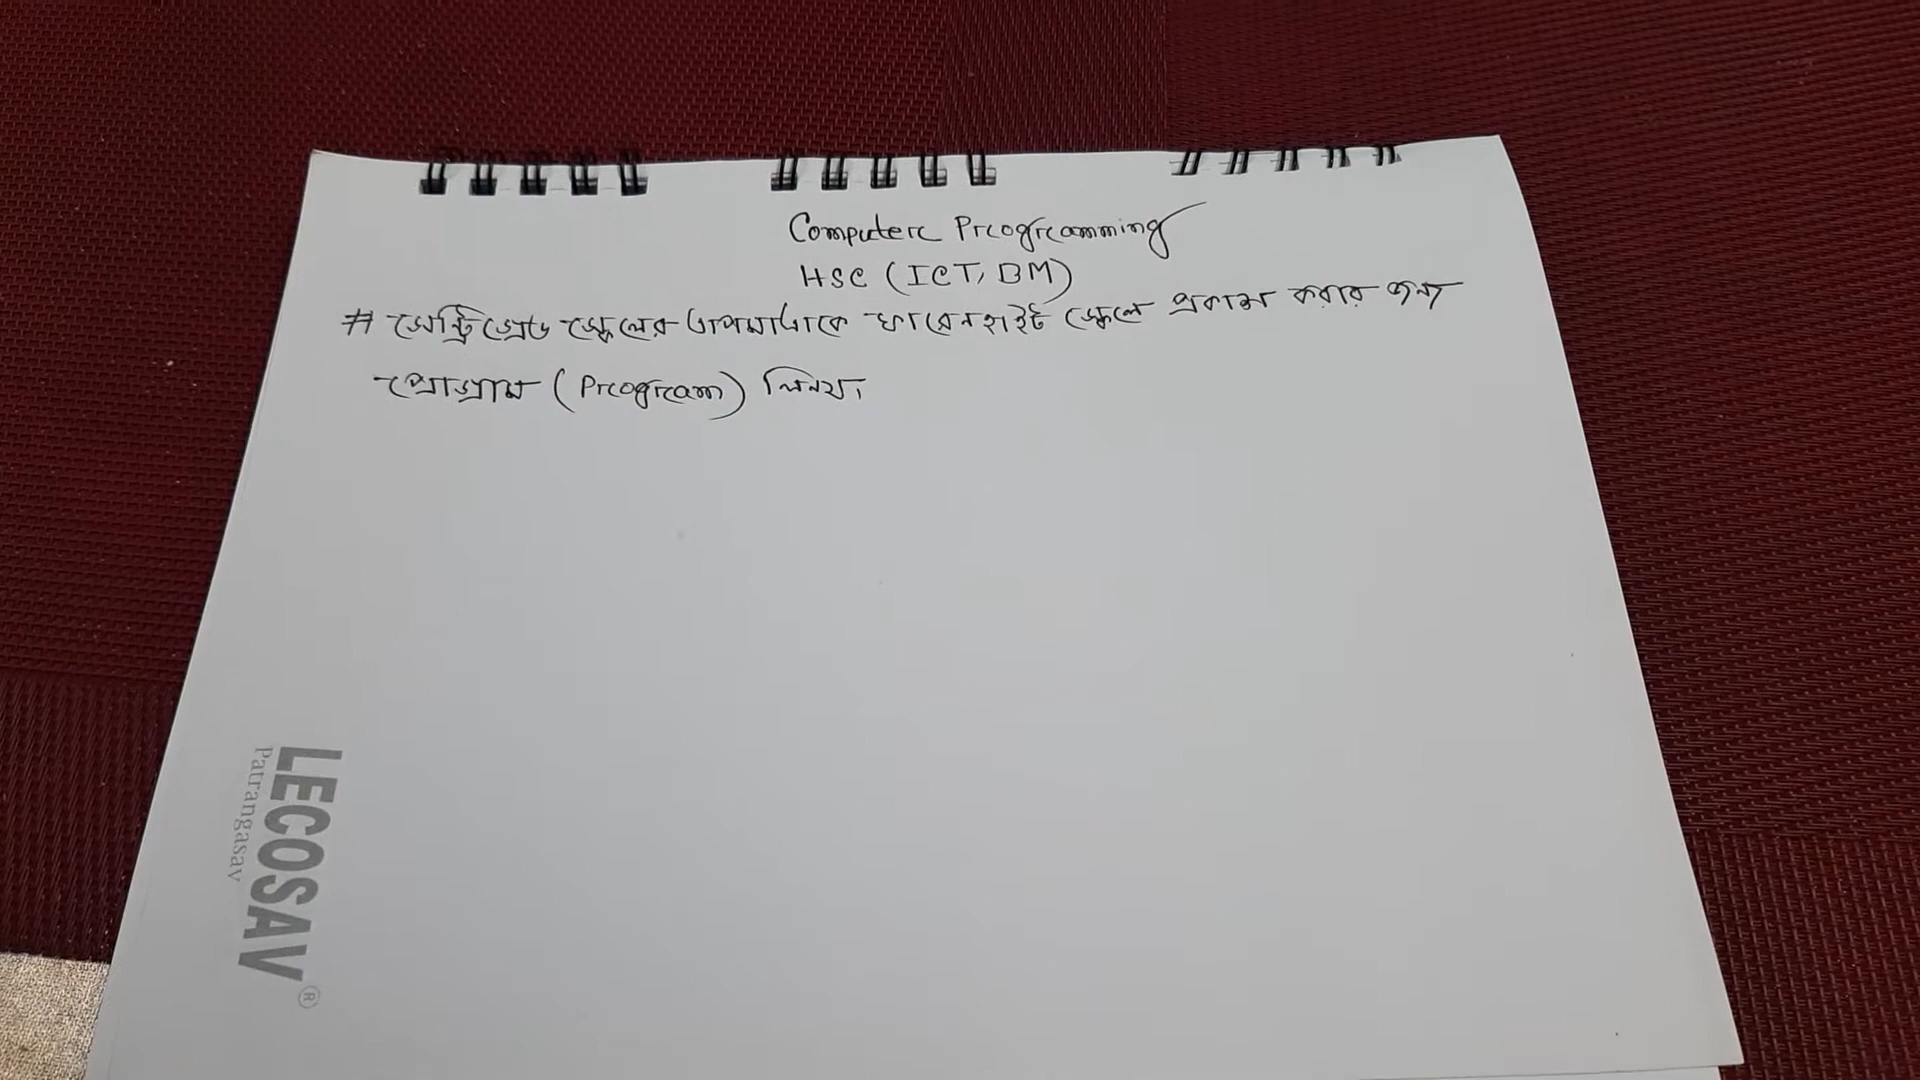 Computer Programming
HSC (ICT, BM)
# সেন্ট্রিগ্রেড স্কেলের তাপমাত্রাকে ফারেনহাইট স্কেলে প্রকাশ করার জন্য
প্রোগ্রাম (Program) লিখ।
LECOSAV®
Patrangasav